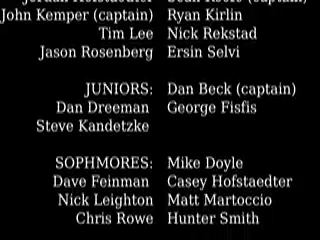 John Kemper (captain) Ryan Kirlin
Tim Lee Nick Rekstad
Jason Rosenberg Ersin Selvi
JUNIORS: Dan Beck (captain)
Dan Dreeman George Fisfis
Steve Kandetzke
SOPHMORES: Mike Doyle
Dave Feinman Casey Hofstaedter
Nick Leighton Matt Martoccio
Chris Rowe Hunter Smith